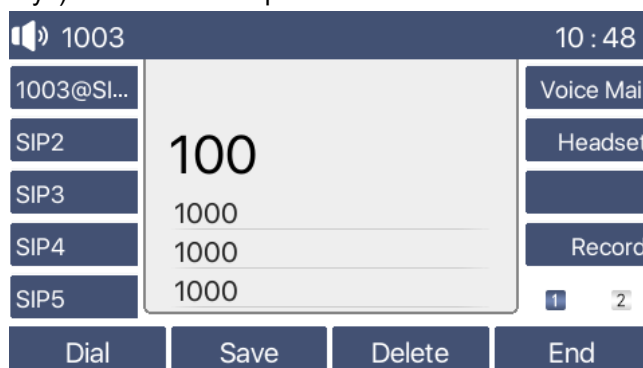 1003
10 : 48
1003@SI...
Voice Mai
SIP2
Headset
100
SIP3
1000
SIP4
1000
Record
SIP5
1000
1
2
Dial
Save
Delete
End